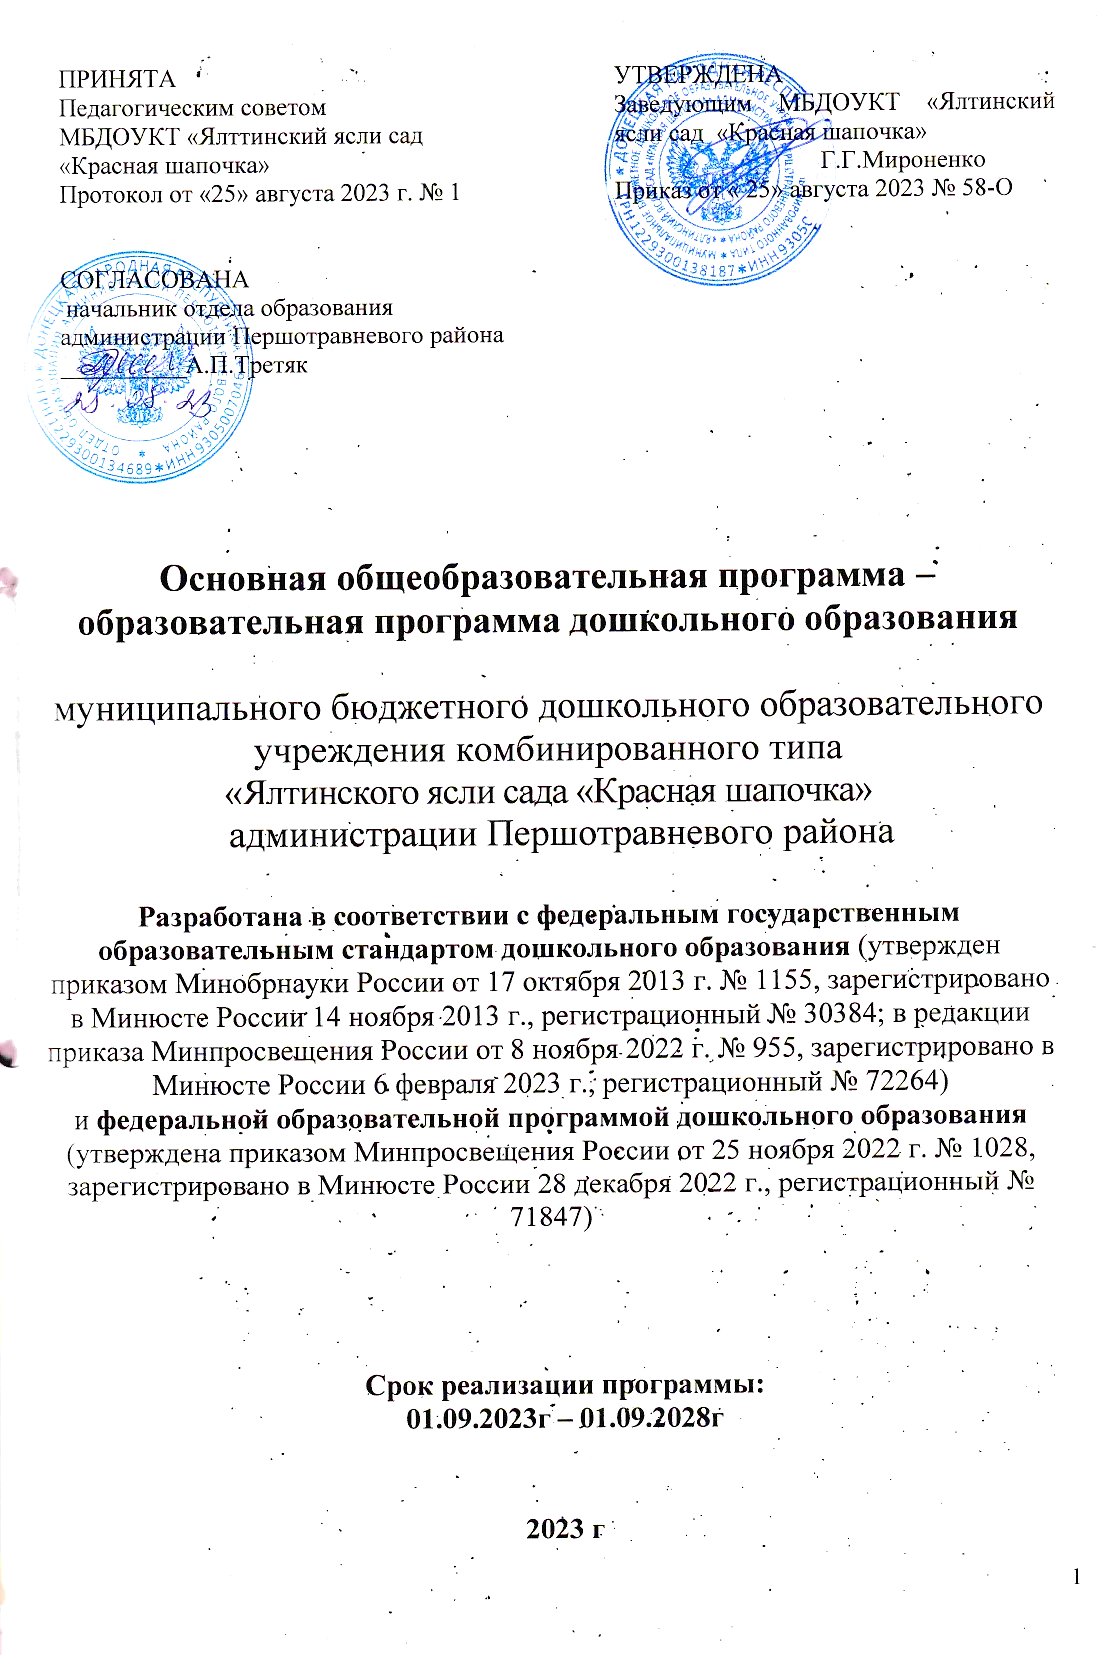 ПРИНЯТА
Педагогическим советом
МБДОУКТ «Ялттинский ясли сад
«Красная шапочка»
Протокол от «25» августа 2023 г. № 1
УТВЕРЖДЕНА
Заведующим МБДОУКТ «Ялтинский
ясли сад «Красная шапочка»
Г.Г.Мироненко
Приказ от « 25» августа 2023 № 58-О
СОГЛАСОВАНА
начальник отдела образования
администрации Першотравневого района
А.П.Третяк
25 08 23
Основная общеобразовательная программа –
образовательная программа дошкольного образования
муниципального бюджетного дошкольного образовательного
учреждения комбинированного типа
«Ялтинского ясли сада «Красная шапочка»
администрации Першотравневого района
Разработана в соответствии с федеральным государственным
образовательным стандартом дошкольного образования (утвержден
приказом Минобрнауки России от 17 октября 2013 г. № 1155, зарегистрировано
в Минюсте России 14 ноября 2013 г., регистрационный № 30384; в редакции
приказа Минпросвещения России от 8 ноября 2022 г. № 955, зарегистрировано в
Минюсте России 6 февраля 2023 г., регистрационный № 72264)
и федеральной образовательной программой дошкольного образования
(утверждена приказом Минпросвещения России от 25 ноября 2022 г. № 1028,
зарегистрировано в Минюсте России 28 декабря 2022 г., регистрационный №
71847)
Срок реализации программы:
01.09.2023г – 01.09.2028г
2023 г
1